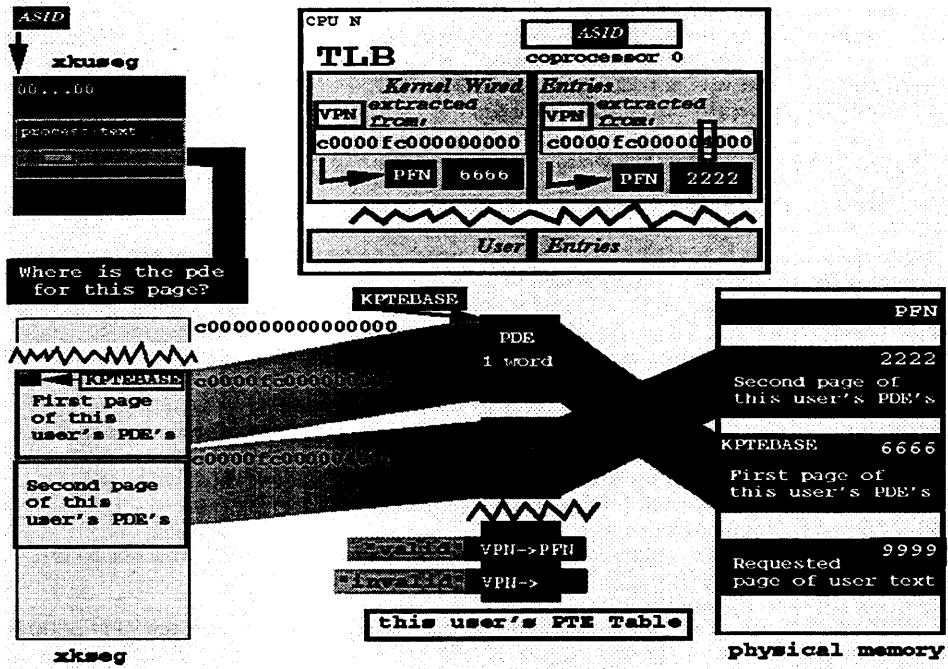 ASID
xkuseg
00...00
process text
Where is the pde
for this page?
CPU N
TLB
ASID
coprocessor 0
Kernel Wired Entries
VPN extracted from:
c0000fc000000000
PFN 6666
VPN extracted from:
c0000fc000004000
PFN 2222
User Entries
KPTEBASE
c000000000000000
PDE
1 word
KPTEBASE
First page
of this
user's PDE's
Second page
of this
user's PDE's
VPN->PFN
"invalid" VPN->
this user's PTE Table
xkseg
PFN
2222
Second page of
this user's PDE's
KPTEBASE 6666
First page of
this user's PDE's
9999
Requested
page of user text
physical memory